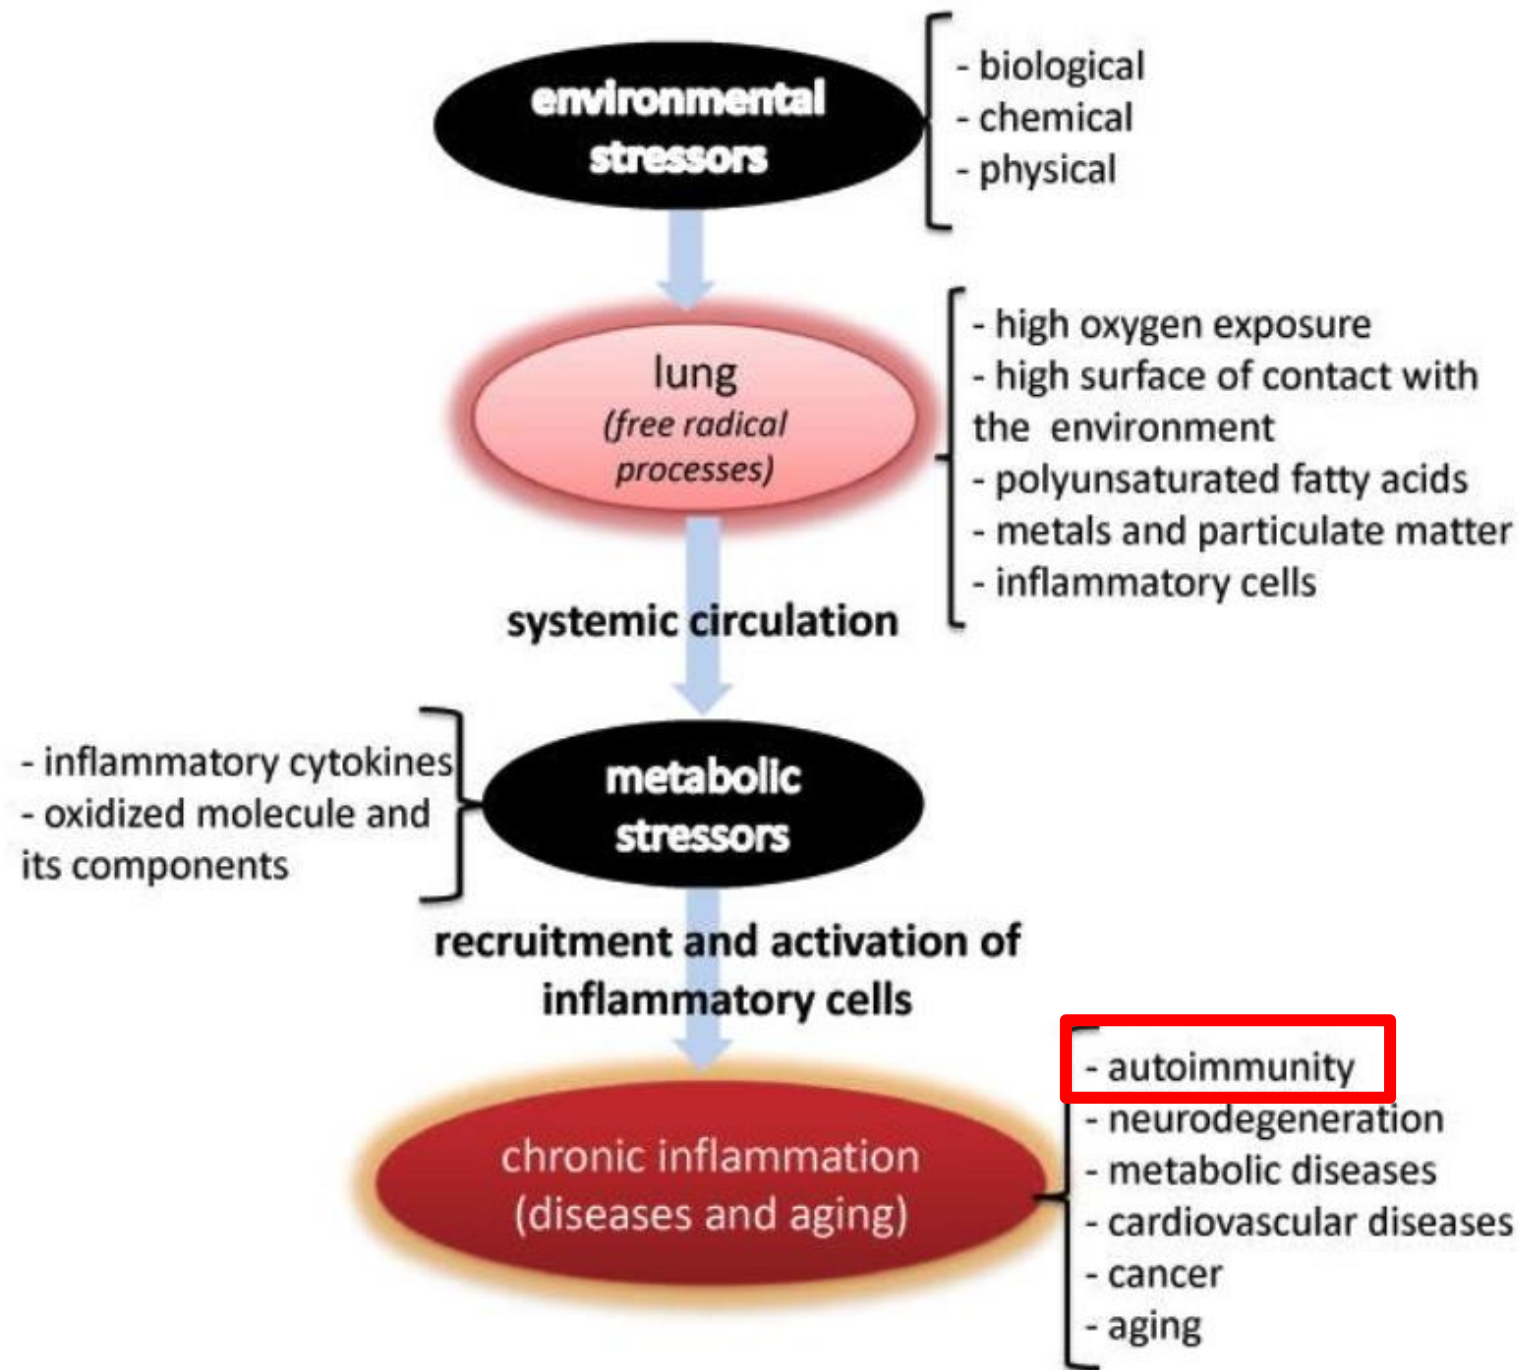 environmental
stressors
- biological
- chemical
- physical
lung
(free radical
processes)
- high oxygen exposure
- high surface of contact with
the environment
- polyunsaturated fatty acids
- metals and particulate matter
- inflammatory cells
systemic circulation
- inflammatory cytokines
- oxidized molecule and
its components
metabolic
stressors
recruitment and activation of
inflammatory cells
chronic inflammation
(diseases and aging)
- autoimmunity
- neurodegeneration
- metabolic diseases
- cardiovascular diseases
- cancer
- aging